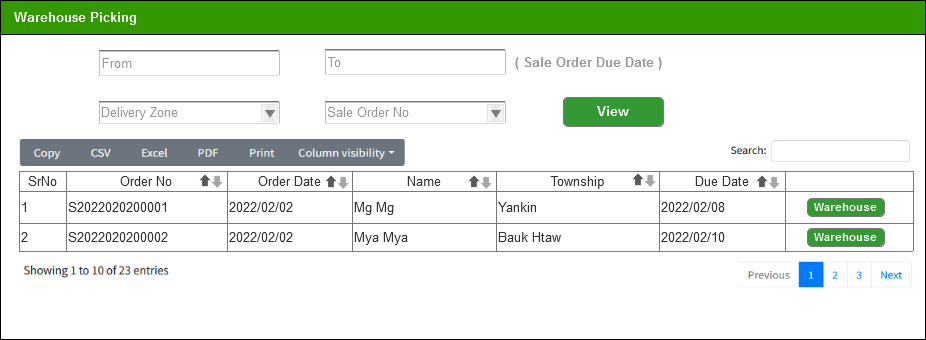 Warehouse Picking
From To ( Sale Order Due Date )
Delivery Zone Sale Order No View
Copy CSV Excel PDF Print Column visibility Search:
SrNo Order No Order Date Name Township Due Date
1 S2022020200001 2022/02/02 Mg Mg Yankin 2022/02/08 Warehouse
2 S2022020200002 2022/02/02 Mya Mya Bauk Htaw 2022/02/10 Warehouse
Showing 1 to 10 of 23 entries Previous 1 2 3 Next